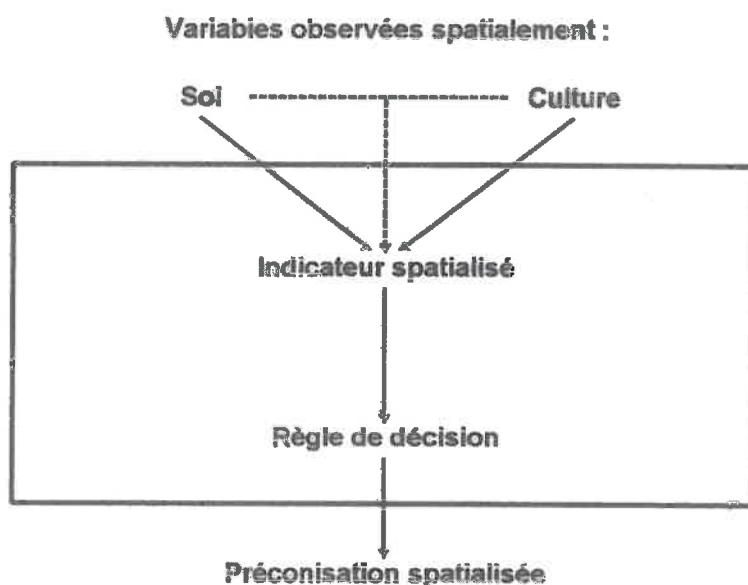 Variables observées spatialement :
Sol Culture
Indicateur spatialisé
Règle de décision
Préconisation spatialisée